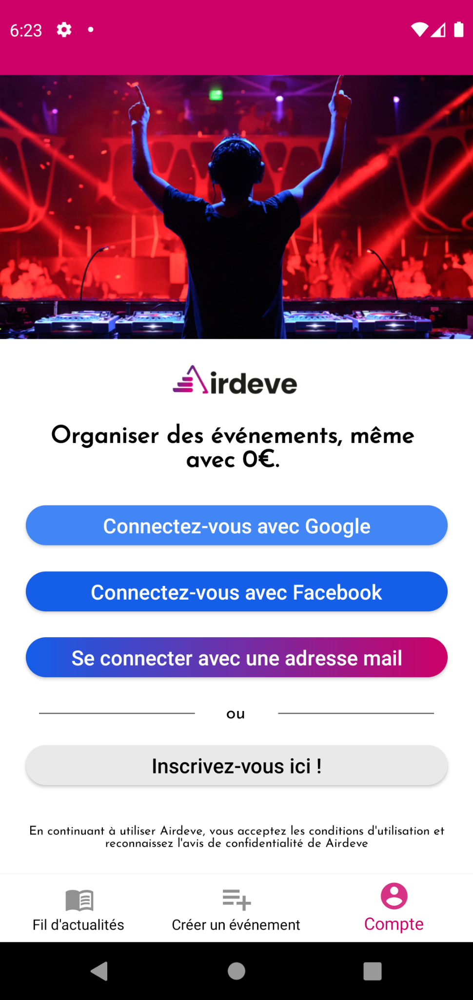 6:23
Airdeve
Organiser des événements, même
avec 0€.
Connectez-vous avec Google
Connectez-vous avec Facebook
Se connecter avec une adresse mail
ou
Inscrivez-vous ici !
En continuant à utiliser Airdeve, vous acceptez les conditions d'utilisation et
reconnaissez l'avis de confidentialité de Airdeve
Fil d'actualités
Créer un événement
Compte